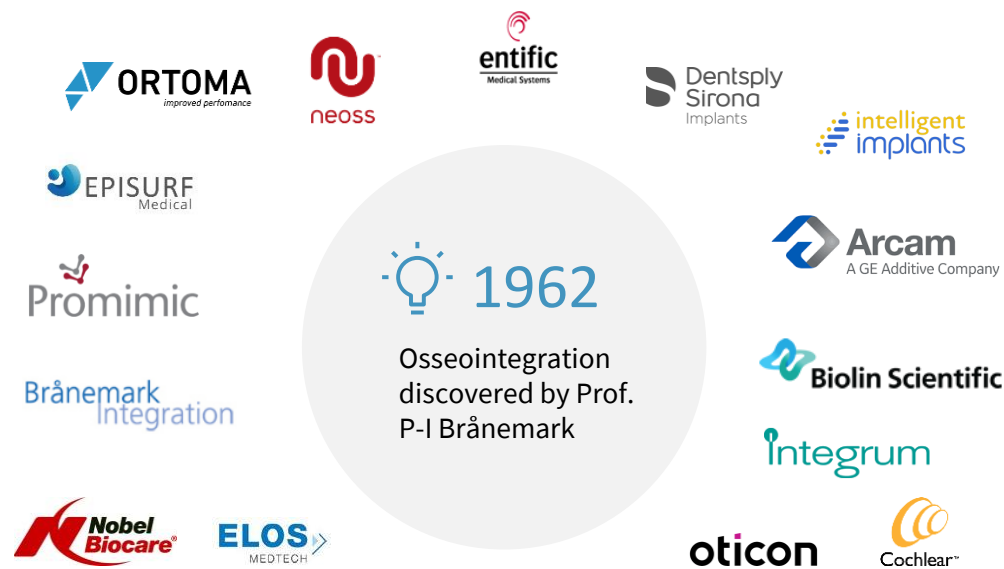 entific
Medical Systems
ORTOMA
improved perfomance
neoss
Dentsply
Sirona
Implants
intelligent
implants
EPISURF
Medical
Arcam
A GE Additive Company
Promimic
1962
Osseointegration
discovered by Prof.
P-I Brånemark
Biolin Scientific
Brånemark
Integration
integrum
Nobel
Biocare®
ELOS
MEDTECH
oticon
Cochlear™